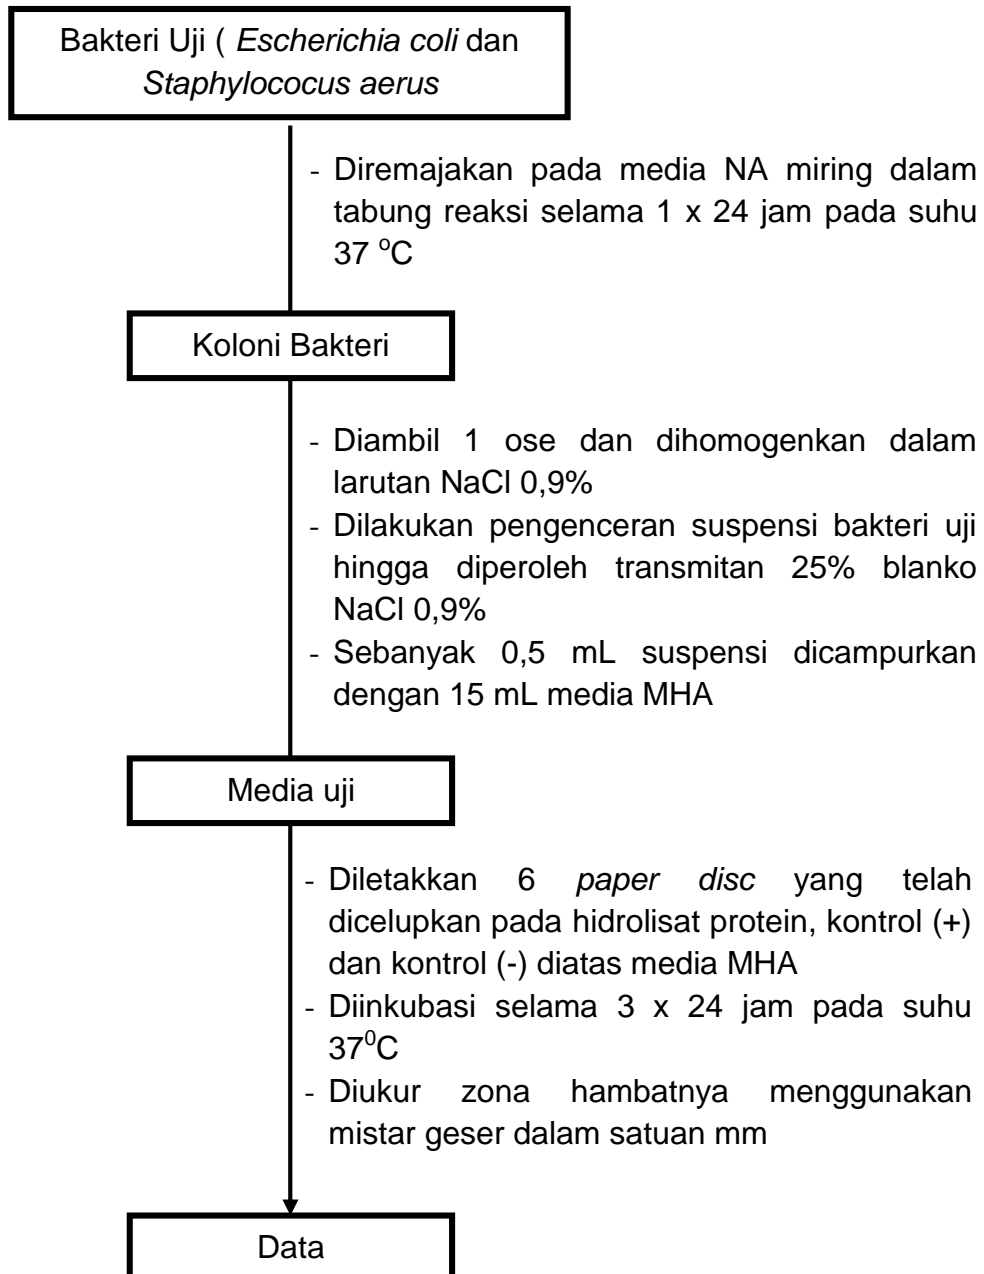 Bakteri Uji ( Escherichia coli dan
Staphylococus aerus
- Diremajakan pada media NA miring dalam
tabung reaksi selama 1 x 24 jam pada suhu
37 °C
Koloni Bakteri
- Diambil 1 ose dan dihomogenkan dalam
larutan NaCl 0,9%
- Dilakukan pengenceran suspensi bakteri uji
hingga diperoleh transmitan 25% blanko
NaCl 0,9%
- Sebanyak 0,5 mL suspensi dicampurkan
dengan 15 mL media MHA
Media uji
- Diletakkan 6 paper disc yang telah
dicelupkan pada hidrolisat protein, kontrol (+)
dan kontrol (-) diatas media MHA
- Diinkubasi selama 3 x 24 jam pada suhu
37⁰C
- Diukur zona hambatnya menggunakan
mistar geser dalam satuan mm
Data